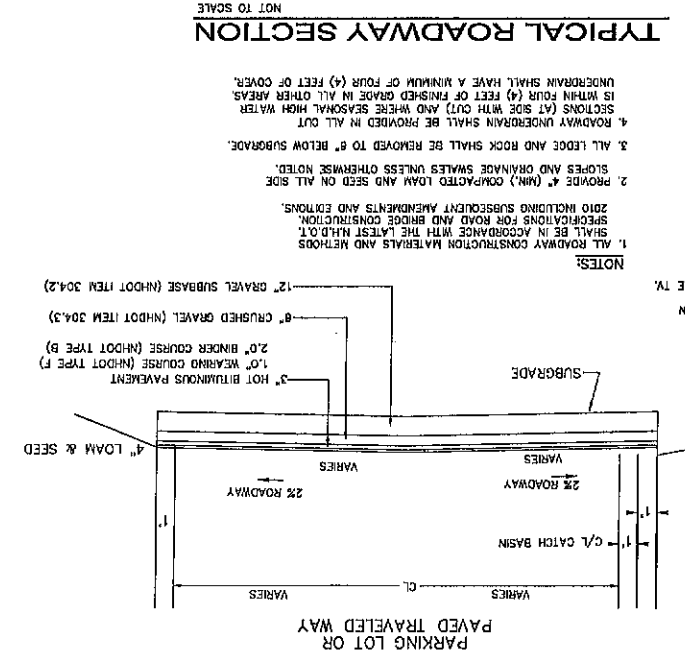 PARKING LOT OR
PAVED TRAVELED WAY
VARIES CL VARIES
C/L CATCH BASIN
1' 1' 1'
2% ROADWAY 2% ROADWAY
VARIES VARIES
4" LOAM & SEED
SUBGRADE
3" HOT BITUMINOUS PAVEMENT
1.0" WEARING COURSE (NHDOT TYPE F)
2.0" BINDER COURSE (NHDOT TYPE B)
6" CRUSHED GRAVEL (NHDOT ITEM 304.3)
12" GRAVEL SUBBASE (NHDOT ITEM 304.2)
N
E TV.
NOTES:
1. ALL ROADWAY CONSTRUCTION MATERIALS AND METHODS
SHALL BE IN ACCORDANCE WITH THE LATEST N.H.D.O.T.
SPECIFICATIONS FOR ROAD AND BRIDGE CONSTRUCTION.
2010 INCLUDING SUBSEQUENT AMENDMENTS AND EDITIONS.
2. PROVIDE 4" (MIN.) COMPACTED LOAM AND SEED ON ALL SIDE
SLOPES AND DRAINAGE SWALES UNLESS OTHERWISE NOTED.
3. ALL LEDGE AND ROCK SHALL BE REMOVED TO 6" BELOW SUBGRADE.
4. ROADWAY UNDERDRAIN SHALL BE PROVIDED IN ALL CUT
SECTIONS (AT SIDE WITH CUT) AND WHERE SEASONAL HIGH WATER
IS WITHIN FOUR (4) FEET OF FINISHED GRADE IN ALL OTHER AREAS.
UNDERDRAIN SHALL HAVE A MINIMUM OF FOUR (4) FEET OF COVER.
TYPICAL ROADWAY SECTION
NOT TO SCALE